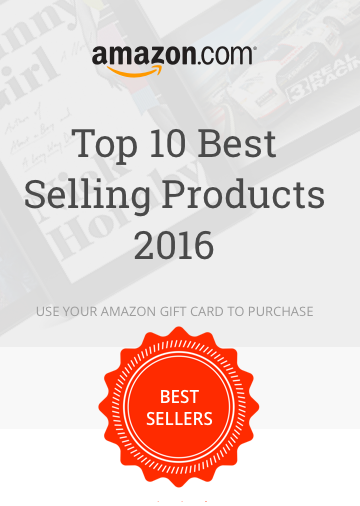 amazon.com
Top 10 Best
Selling Products
2016
USE YOUR AMAZON GIFT CARD TO PURCHASE
BEST
SELLERS